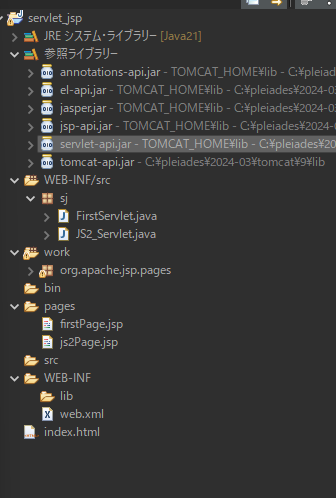 servlet_jsp
JRE システム・ライブラリー [Java21]
参照ライブラリー
annotations-api.jar - TOMCAT_HOME¥lib - C:¥pleiades
el-api.jar - TOMCAT_HOME¥lib - C:¥pleiades¥2024-03
jasper.jar - TOMCAT_HOME¥lib - C:¥pleiades¥2024-03
jsp-api.jar - TOMCAT_HOME¥lib - C:¥pleiades¥2024-
servlet-api.jar - TOMCAT_HOME¥lib - C:¥pleiades¥20
tomcat-api.jar - C:¥pleiades¥2024-03¥tomcat¥9¥lib
WEB-INF/src
sj
FirstServlet.java
JS2_Servlet.java
work
org.apache.jsp.pages
bin
pages
firstPage.jsp
js2Page.jsp
src
WEB-INF
lib
web.xml
index.html